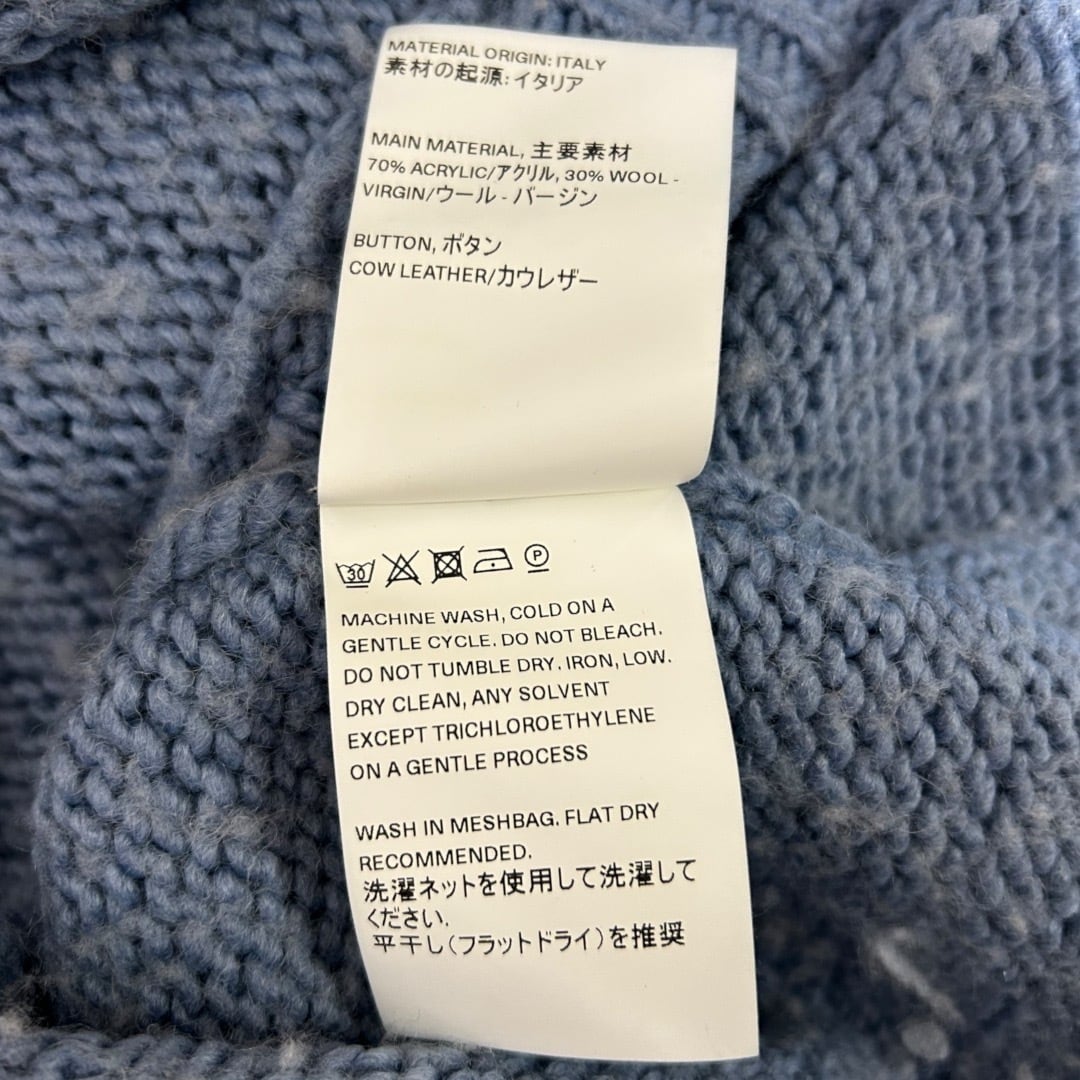 MATERIAL ORIGIN: ITALY
素材の起源: イタリア
MAIN MATERIAL, 主要素材
70% ACRYLIC/アクリル, 30% WOOL -
VIRGIN/ウール - バージン
BUTTON, ボタン
COW LEATHER/カウレザー
30 P
MACHINE WASH, COLD ON A
GENTLE CYCLE. DO NOT BLEACH.
DO NOT TUMBLE DRY. IRON, LOW.
DRY CLEAN, ANY SOLVENT
EXCEPT TRICHLOROETHYLENE
ON A GENTLE PROCESS
WASH IN MESHBAG. FLAT DRY
RECOMMENDED.
洗濯ネットを使用して洗濯して
ください.
平干し(フラットドライ)を推奨